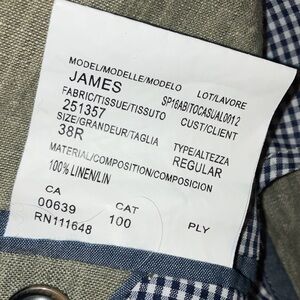 MODEL/MODELLE/MODELO LOT/LAVORE
JAMES SP16AB/TOCASUAL0012
FABRIC/TISSUE/TISSUTO CUST/CLIENT
251357
SIZE/GRANDEUR/TAGLIA TYPE/ALTEZZA
38R REGULAR
MATERIAL/COMPOSITION/COMPOSICION
100% LINEN/LIN
CA CAT PLY
00639 100
RN111648